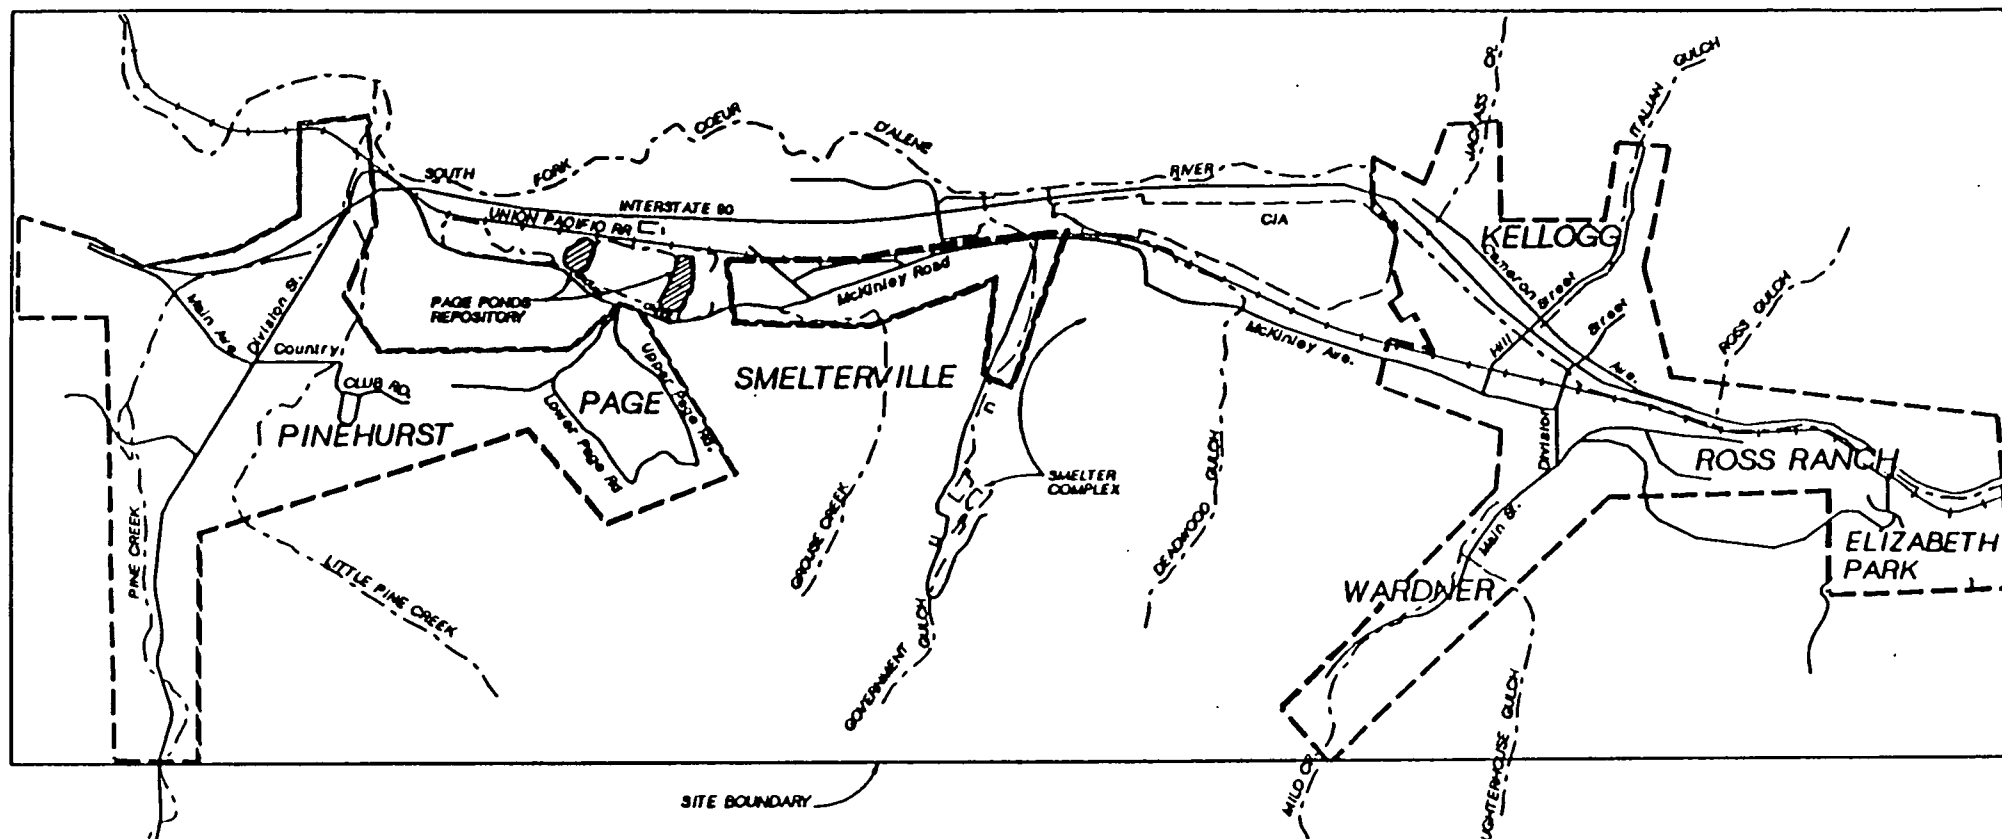 JACKASS CR.
ITALIAN GULCH
SOUTH FORK COEUR D'ALENE RIVER
INTERSTATE 90
UNION PACIFIC RR
CIA
KELLOGG
Cameron Street
McKinley Road
PAGE PONDS
REPOSITORY
Main Ave.
Division St.
Country
CLUB RD.
PINEHURST
Upper Page Rd.
Lower Page Rd
PAGE
SMELTERVILLE
McKinley Ave.
Hill Street
Ave.
ROSS GULCH
Division
ROSS RANCH
SMELTER
COMPLEX
PINE CREEK
LITTLE PINE CREEK
GROUSE CREEK
GOVERNMENT GULCH
DEADWOOD GULCH
Main St.
WARDNER
ELIZABETH
PARK
MILO CR.
UGHTERHOUSE GULCH
SITE BOUNDARY